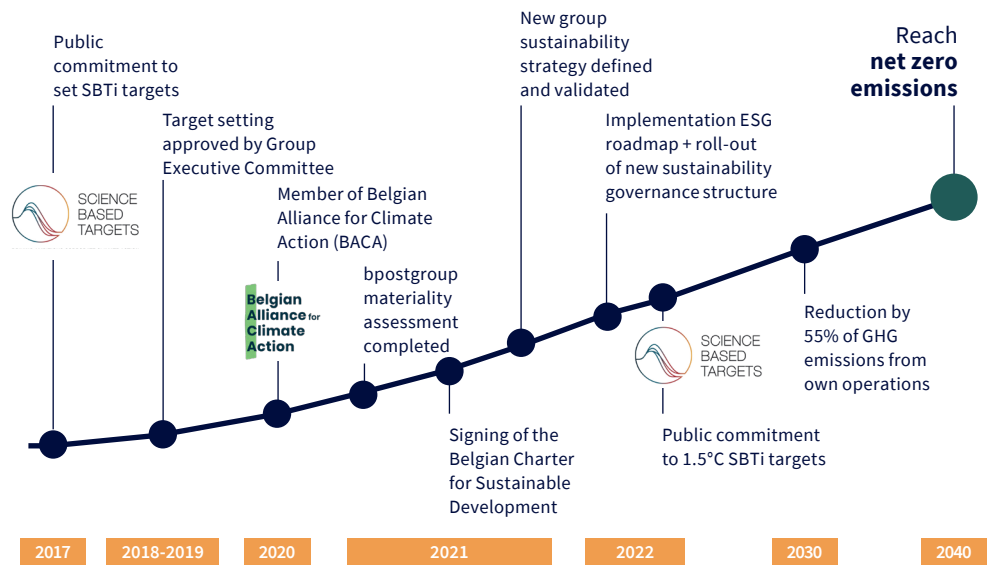 Public
commitment to
set SBTi targets
SCIENCE
BASED
TARGETS
Target setting
approved by Group
Executive Committee
Member of Belgian
Alliance for Climate
Action (BACA)
Belgian
Alliance for
Climate
Action
bpostgroup
materiality
assessment
completed
Signing of the
Belgian Charter
for Sustainable
Development
New group
sustainability
strategy defined
and validated
Implementation ESG
roadmap + roll-out
of new sustainability
governance structure
SCIENCE
BASED
TARGETS
Public commitment
to 1.5°C SBTi targets
Reduction by
55% of GHG
emissions from
own operations
Reach
net zero
emissions
2017
2018-2019
2020
2021
2022
2030
2040